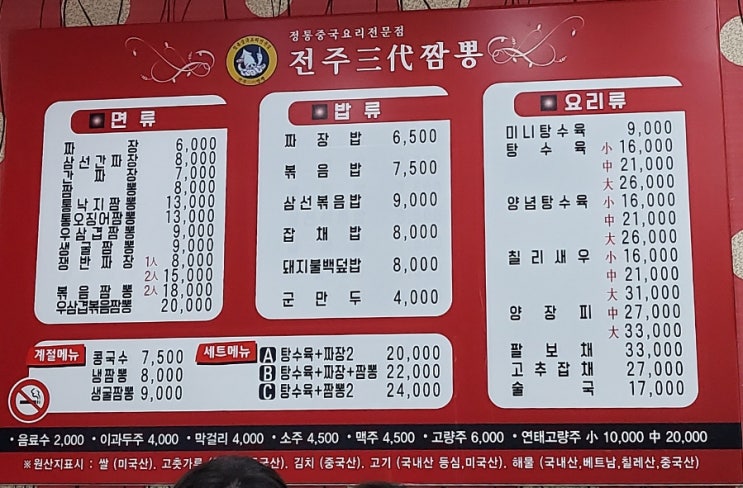 정통중국요리전문점
전주三代짬뽕
면류
짜장 6,000
삼선간짜장 8,000
간짜장 7,000
짬뽕 8,000
통낙지짬뽕 13,000
통오징어짬뽕 13,000
우삼겹짬뽕 9,000
생굴짬뽕 9,000
쟁반짜장 1人 8,000
2人 15,000
볶음짬뽕 2人 18,000
우삼겹볶음짬뽕 20,000
밥류
짜장밥 6,500
볶음밥 7,500
삼선볶음밥 9,000
잡채밥 8,000
돼지불백덮밥 8,000
군만두 4,000
요리류
미니탕수육 9,000
탕수육 小 16,000
中 21,000
大 26,000
양념탕수육 小 16,000
中 21,000
大 26,000
칠리새우 小 16,000
中 21,000
大 31,000
양장피 中 27,000
大 33,000
팔보채 33,000
고추잡채 27,000
술국 17,000
계절메뉴
콩국수 7,500
냉짬뽕 8,000
생굴짬뽕 9,000
세트메뉴
A 탕수육+짜장2 20,000
B 탕수육+짜장+짬뽕 22,000
C 탕수육+짬뽕2 24,000
· 음료수 2,000 · 이과두주 4,000 · 막걸리 4,000 · 소주 4,500 · 맥주 4,500 · 고량주 6,000 · 연태고량주 小 10,000 中 20,000
※원산지표시 : 쌀 (미국산). 고춧가루 김치 (중국산). 고기 (국내산 등심,미국산). 해물 (국내산,베트남,칠레산,중국산)